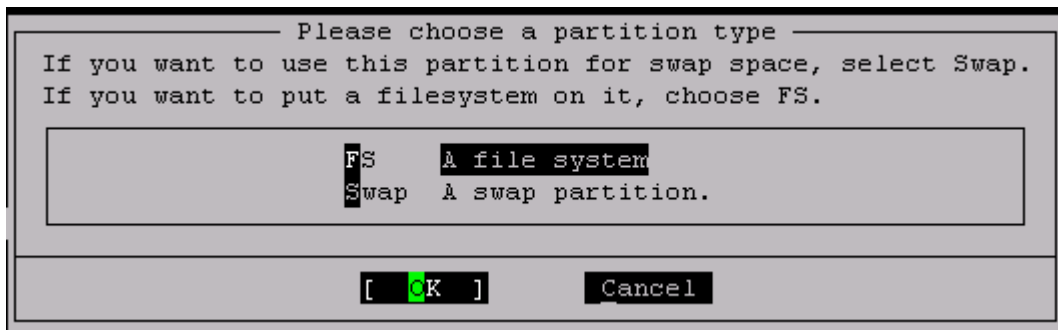 Please choose a partition type
If you want to use this partition for swap space, select Swap.
If you want to put a filesystem on it, choose FS.
FS A file system
Swap A swap partition.
[ OK ] Cancel